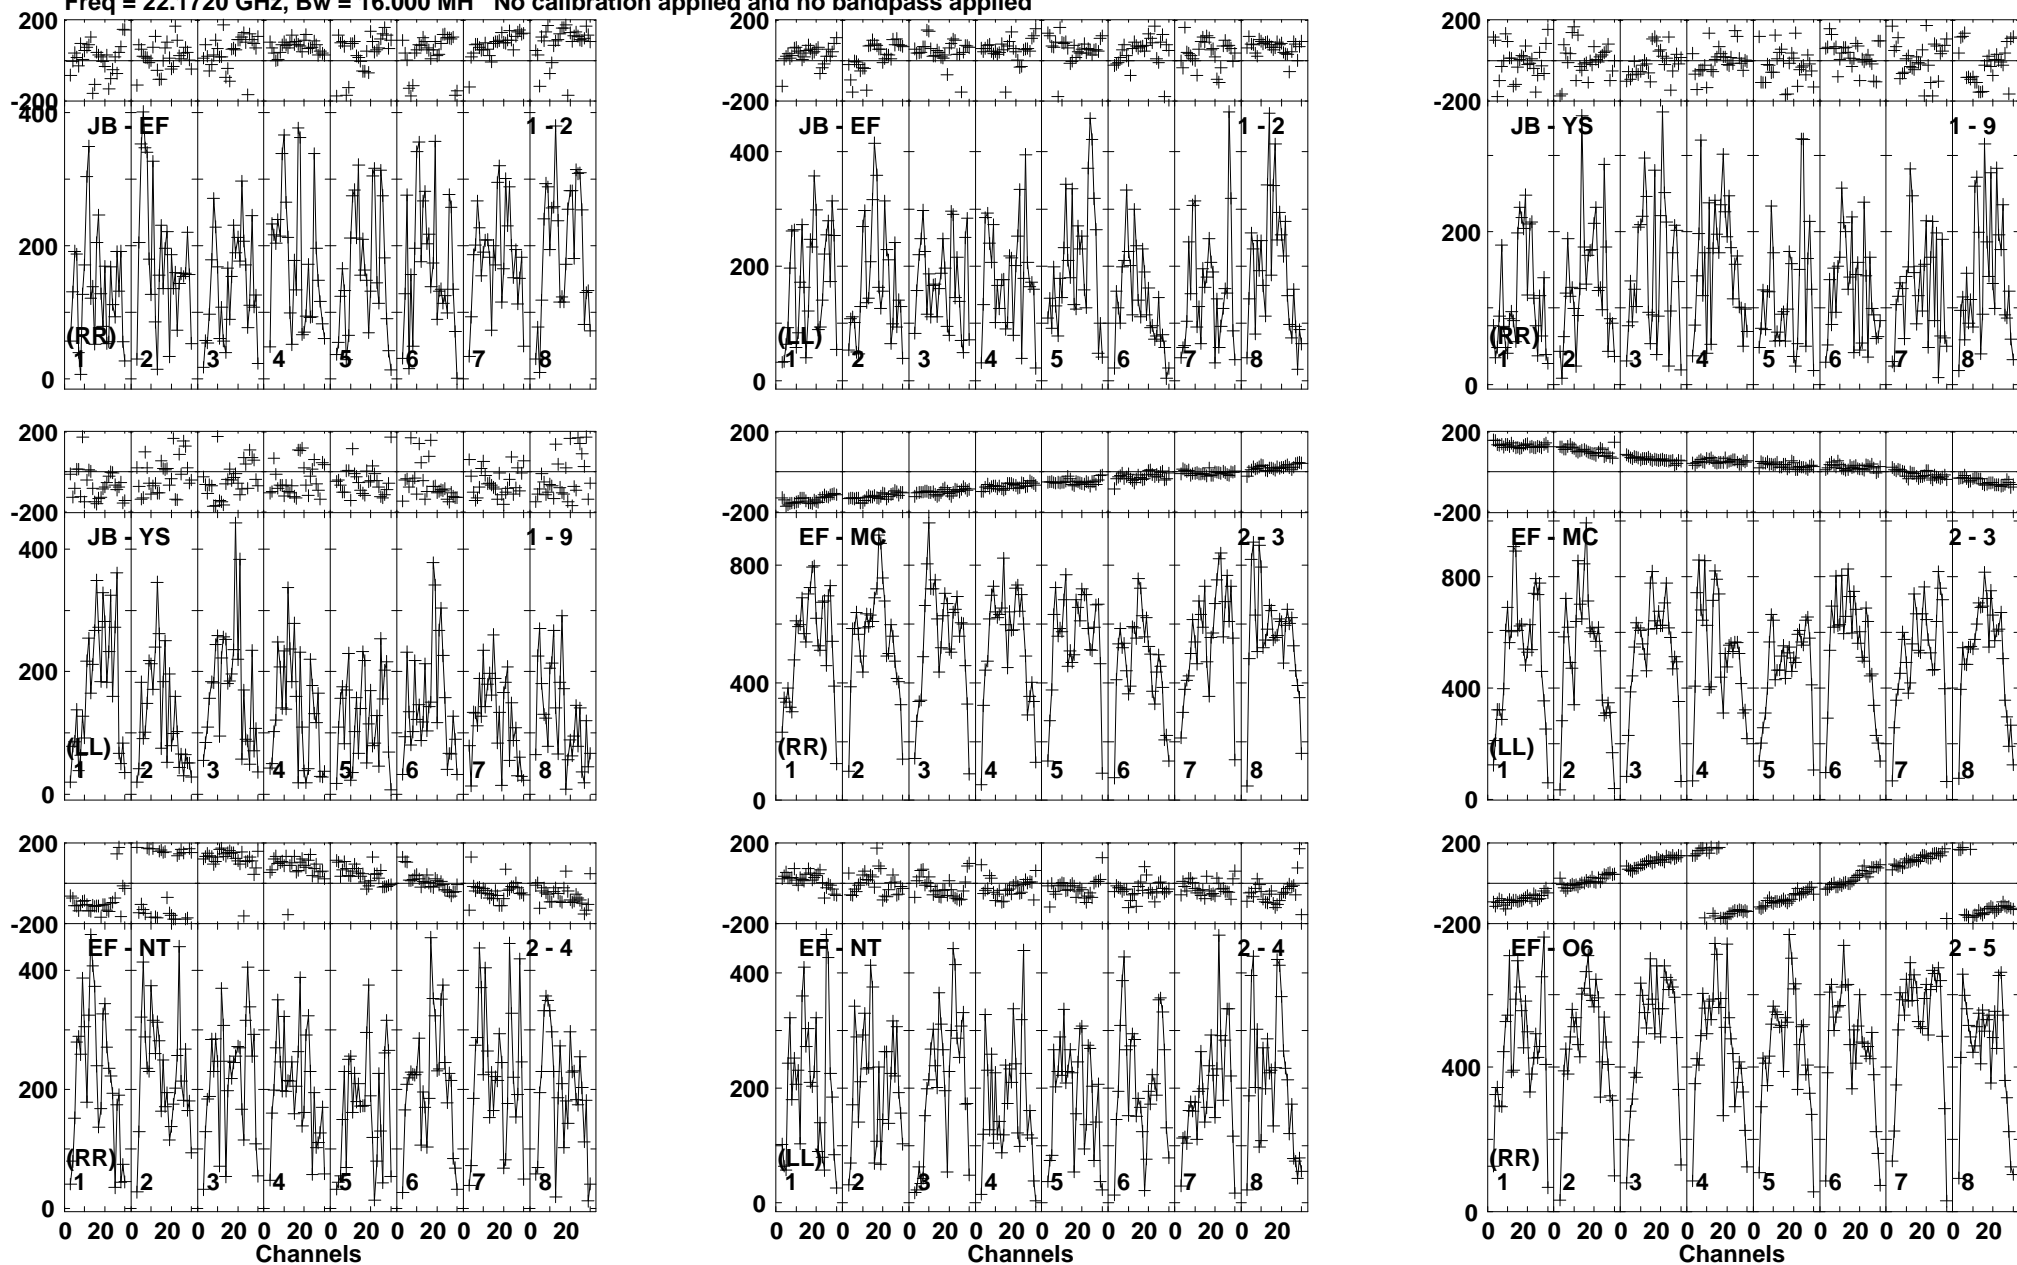 Freq = 22.1720 GHz, Bw = 16.000 MH No calibration applied and no bandpass applied
200 200 200
-200 -200 -200
400
JB - EF 1 - 2 JB - EF 1 - 2 JB - YS 1 - 9
400
200 200 200
(RR) (LL) (RR)
1 2 3 4 5 6 7 8 1 2 3 4 5 6 7 8 1 2 3 4 5 6 7 8
0 0 0
200 200 200
-200 -200 -200
JB - YS 1 - 9 EF - MC 2 - 3 EF - MC 2 - 3
400 800 800
200 400 400
(LL) (RR) (LL)
1 2 3 4 5 6 7 8 1 2 3 4 5 6 7 8 1 2 3 4 5 6 7 8
0 0 0
200 200 200
-200 -200 -200
EF - NT 2 - 4 EF - NT 2 - 4 EF - O6 2 - 5
400 400
200 200 400
(RR) (LL) (RR)
1 2 3 4 5 6 7 8 1 2 3 4 5 6 7 8 1 2 3 4 5 6 7 8
0 0 0
0 20 0 20 0 20 0 20 0 20 0 20 0 20 0 20 0 20 0 20 0 20 0 20 0 20 0 20 0 20 0 20 0 20 0 20 0 20 0 20 0 20 0 20 0 20 0 20
Channels Channels Channels